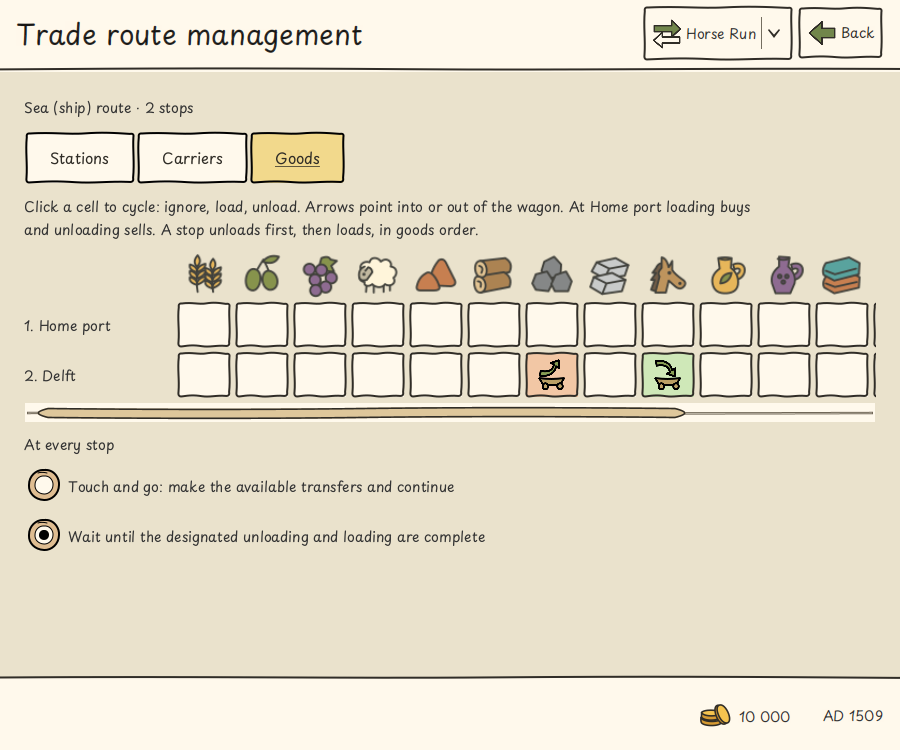 Trade route management
Horse Run
Back
Sea (ship) route · 2 stops
Stations
Carriers
Goods
Click a cell to cycle: ignore, load, unload. Arrows point into or out of the wagon. At Home port loading buys
and unloading sells. A stop unloads first, then loads, in goods order.
1. Home port
2. Delft
At every stop
Touch and go: make the available transfers and continue
Wait until the designated unloading and loading are complete
10 000
AD 1509